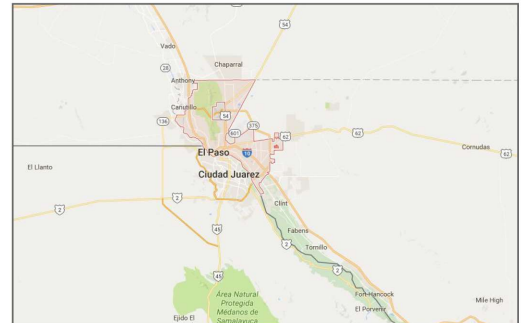 54
Vado
Chaparral
28
Anthony
Canutillo
54
136
375
601
62
62
Cornudas
El Paso
10
El Llanto
Ciudad Juarez
2
2
Clint
2
45
Fabens
2
Tornillo
45
2
Área Natural
Protegida
Médanos de
Samalayuca
Fort Hancock
Mile High
El Porvenir
Ejido El